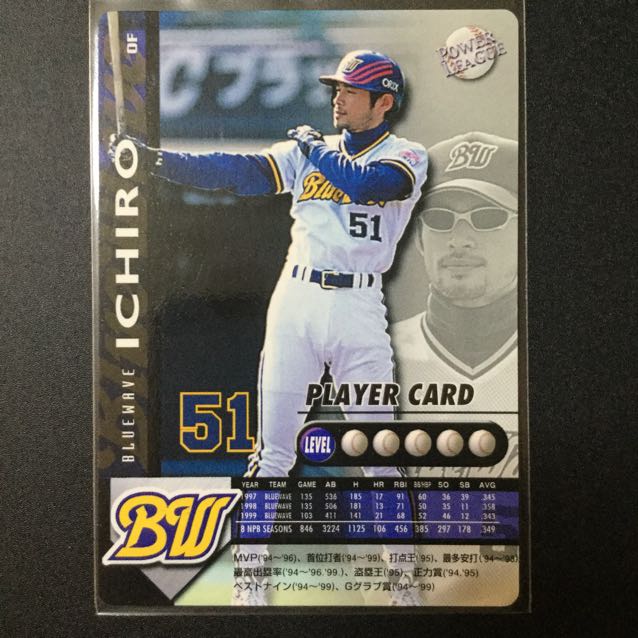 POWER
LEAGUE
OF
ICHIRO
BLUEWAVE
BW
ORIX
BW
Bluew
51
51
PLAYER CARD
LEVEL
BW
YEAR TEAM GAME AB H HR RBI BB/HBP SO SB AVG
1997 BLUEWAVE 135 536 185 17 91 60 36 39 .345
1998 BLUEWAVE 135 506 181 13 71 50 35 11 .358
1999 BLUEWAVE 103 411 141 21 68 52 46 12 .343
8 NPB SEASONS 846 3224 1125 106 456 385 297 178 .349
MVP('94〜'96)、首位打者('94〜'99)、打点王('95)、最多安打('94〜'98)
最高出塁率('94〜'96.'99.)、盗塁王('95)、正力賞('94.'95)
ベストナイン('94〜'99)、Gグラブ賞('94〜'99)